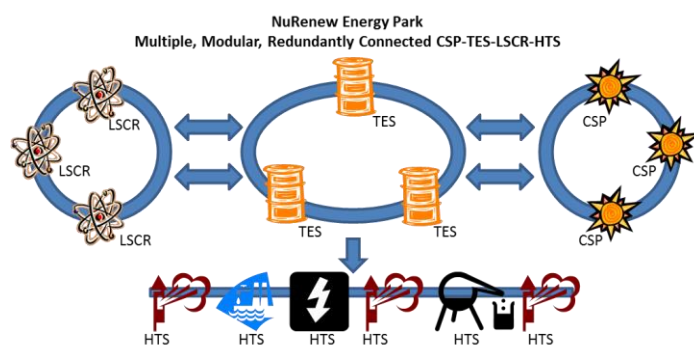 NuRenew Energy Park
Multiple, Modular, Redundantly Connected CSP-TES-LSCR-HTS
LSCR
TES
CSP
LSCR
CSP
LSCR
TES
TES
CSP
HTS
HTS
HTS
HTS
HTS
HTS